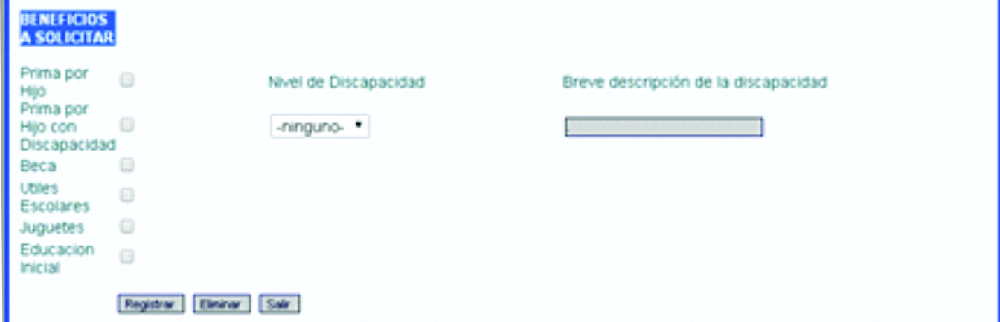 BENEFICIOS
A SOLICITAR
Prima por
Hijo
Nivel de Discapacidad
Breve descripción de la discapacidad
Prima por
Hijo con
Discapacidad
-ninguno-
Beca
Utiles
Escolares
Juguetes
Educacion
Inicial
Registrar Eliminar Salir